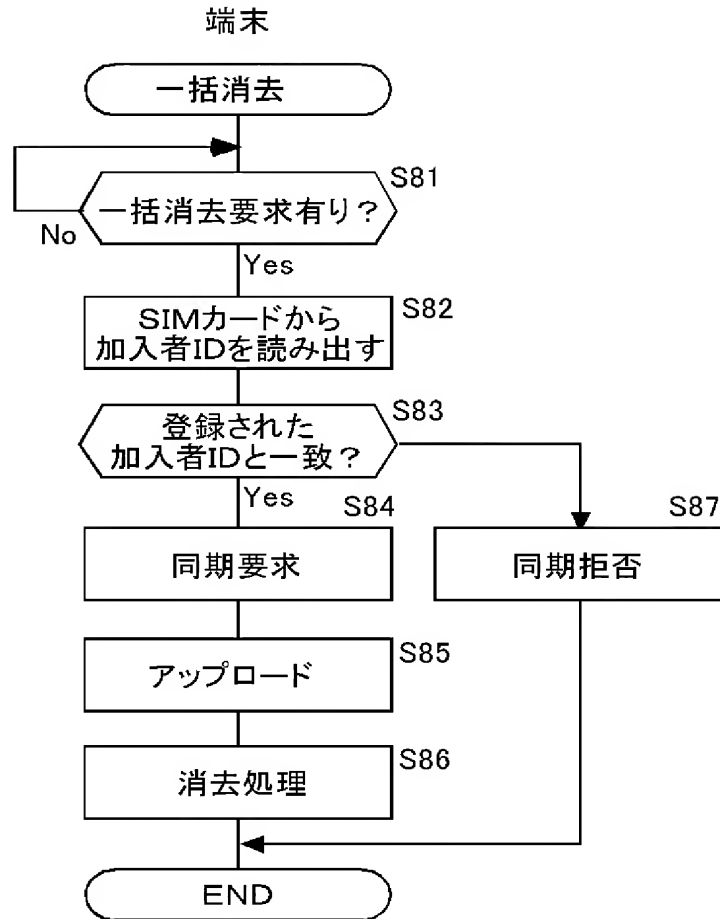 端末
一括消去
S81
一括消去要求有り？
No
Yes
S82
SIMカードから
加入者IDを読み出す
S83
登録された
加入者IDと一致？
Yes
S84
同期要求
S87
同期拒否
S85
アップロード
S86
消去処理
END